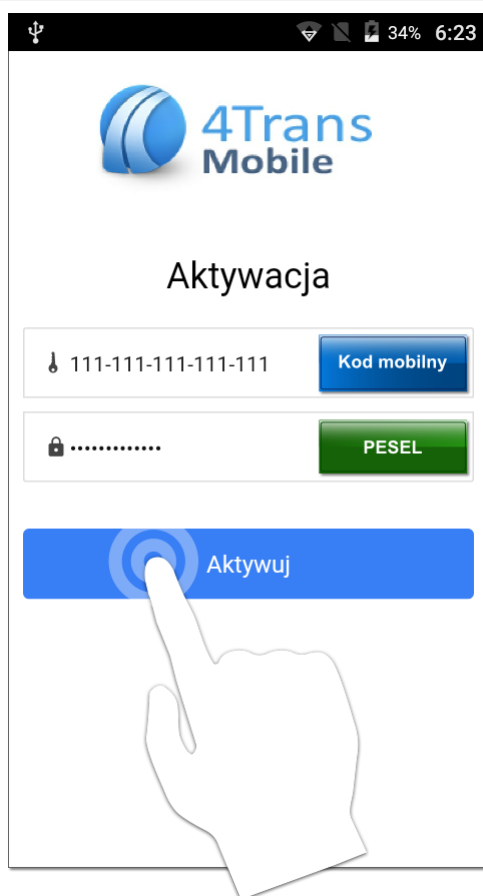 34% 6:23
4Trans
Mobile
Aktywacja
111-111-111-111-111 Kod mobilny
••••••••••••• PESEL
Aktywuj